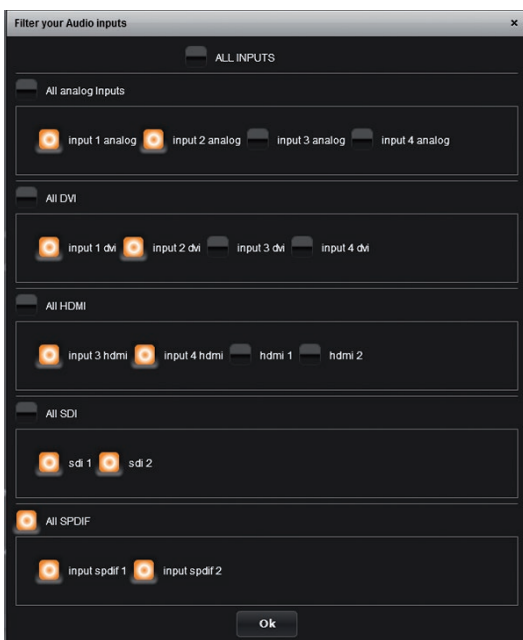 Filter your Audio inputs ×
ALL INPUTS
All analog Inputs
input 1 analog input 2 analog input 3 analog input 4 analog
All DVI
input 1 dvi input 2 dvi input 3 dvi input 4 dvi
All HDMI
input 3 hdmi input 4 hdmi hdmi 1 hdmi 2
All SDI
sdi 1 sdi 2
All SPDIF
input spdif 1 input spdif 2
Ok